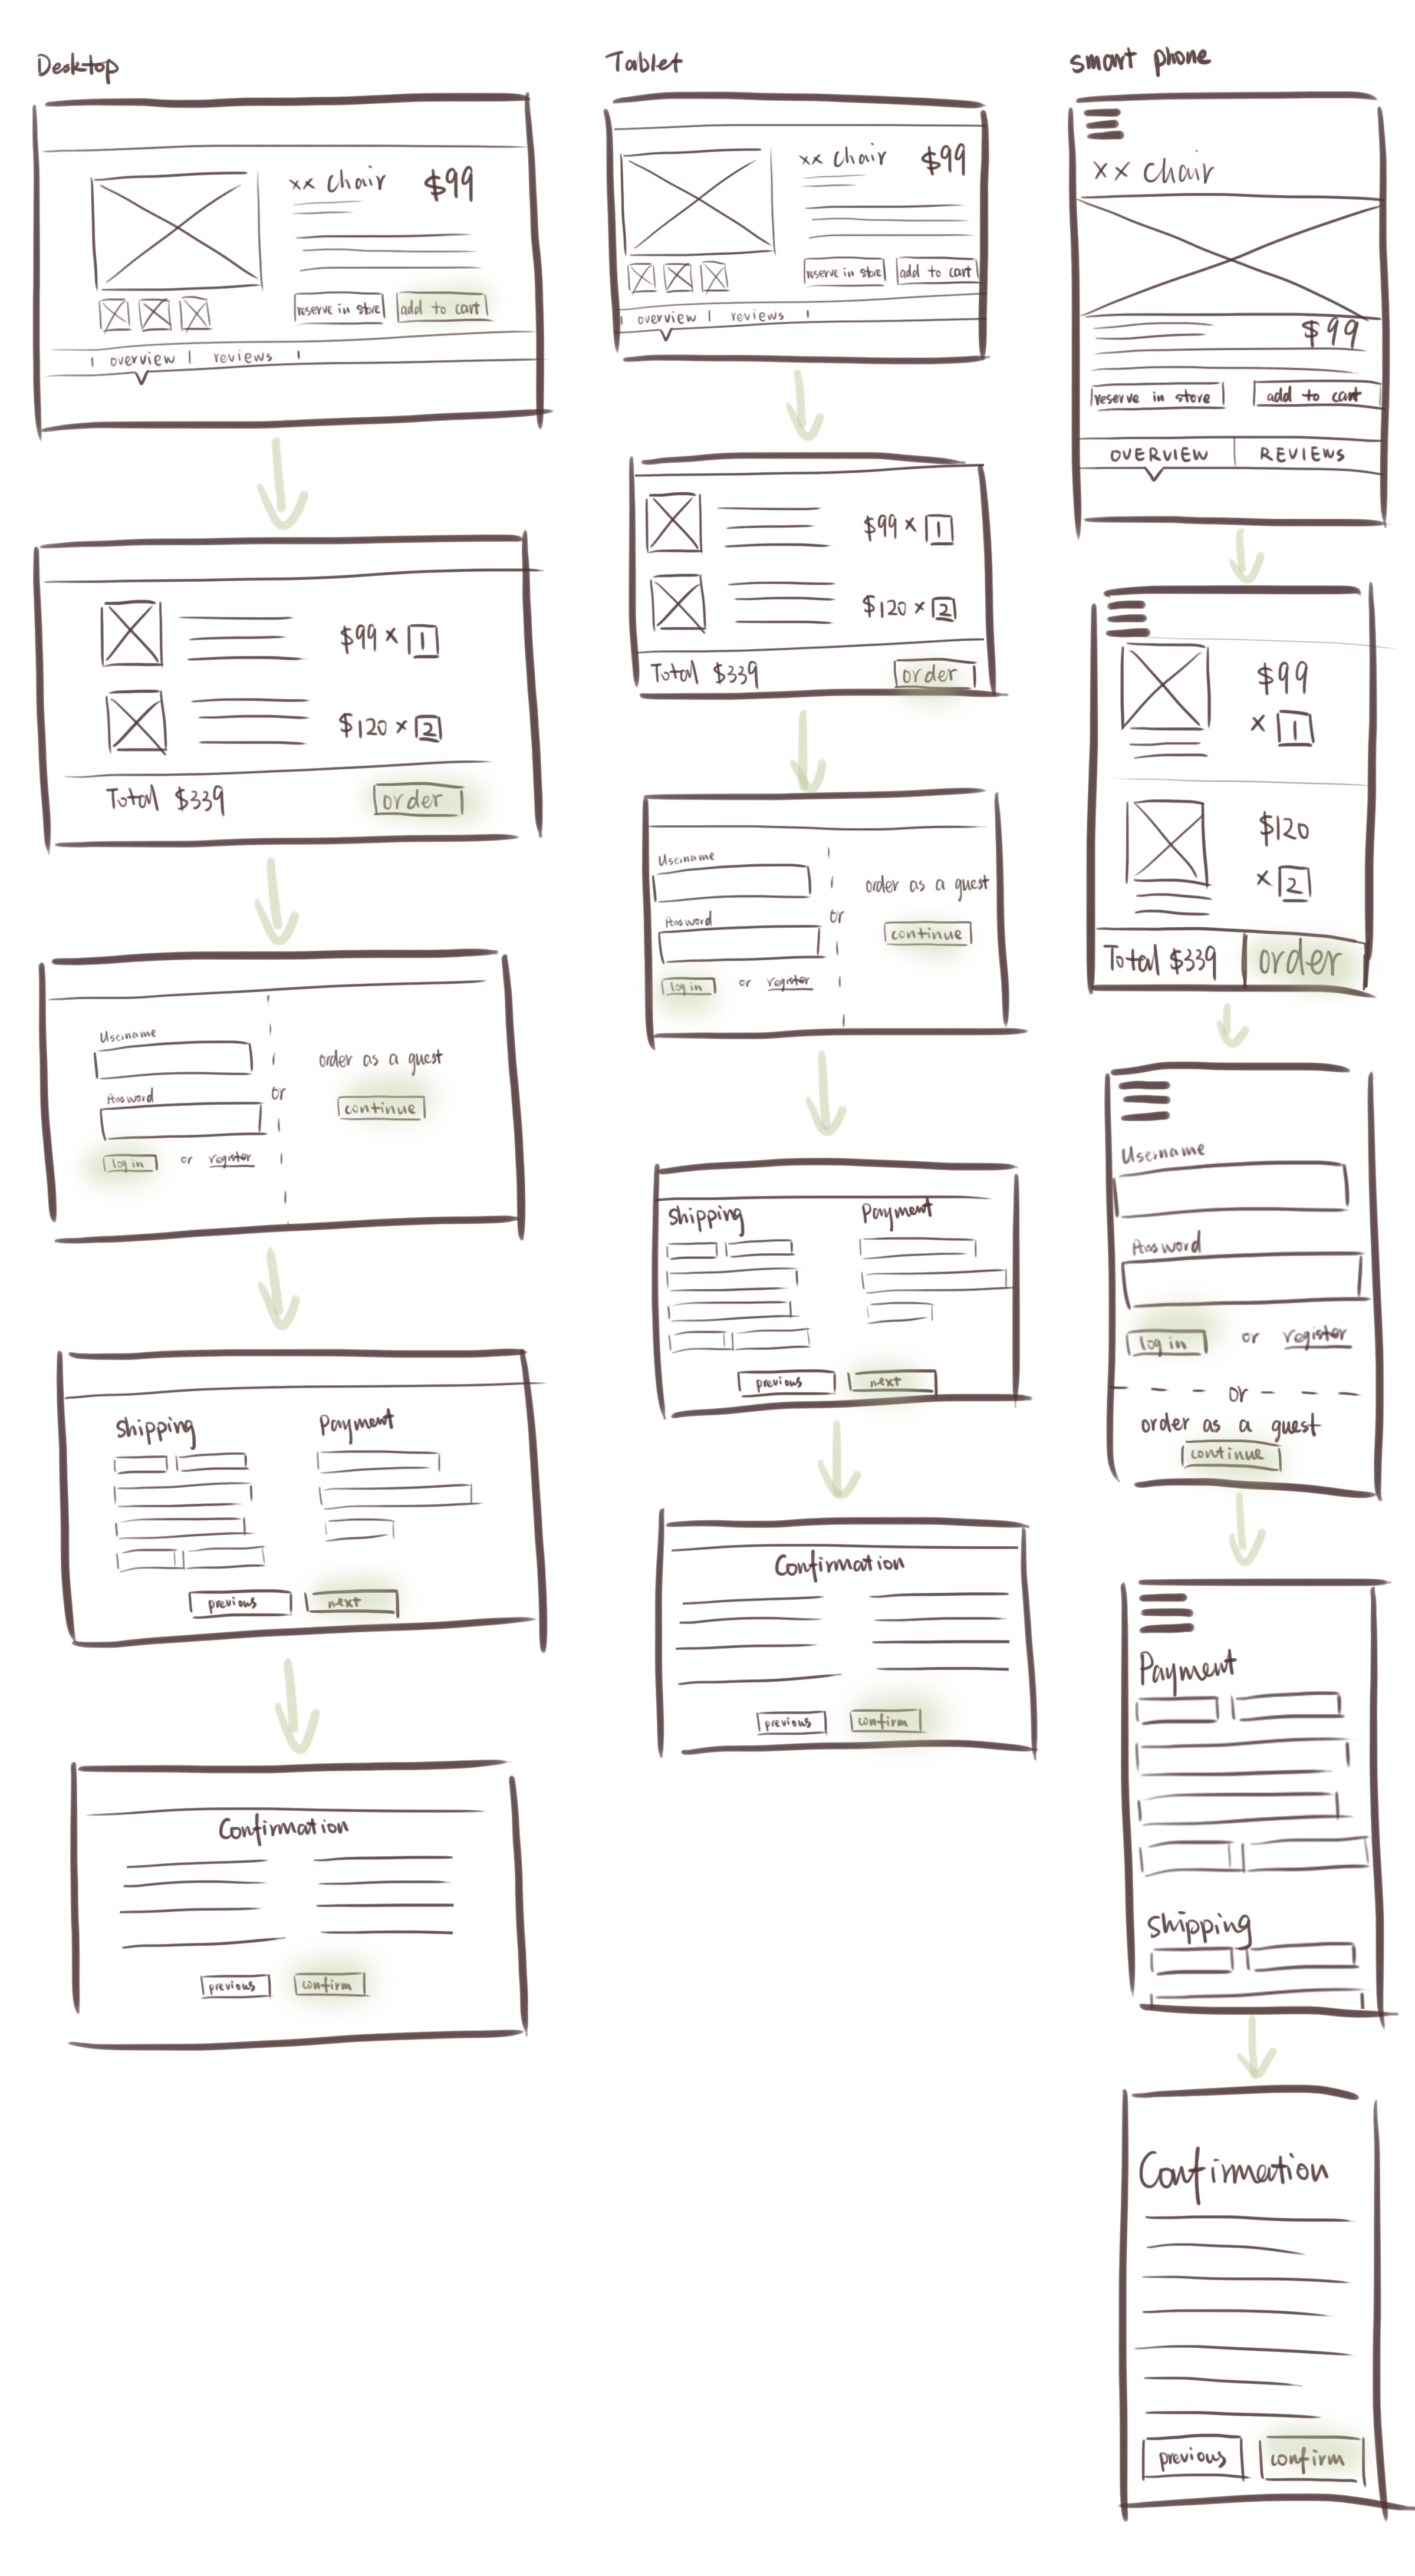 Desktop
xx chair $99
reserve in store add to cart
overview | reviews
$99 x 1
$120 x 2
Total $339 order
Username
Password
log in or register
or
order as a guest
continue
Shipping Payment
previous next
Confirmation
previous confirm
Tablet
xx chair $99
reserve in store add to cart
overview | reviews
$99 x 1
$120 x 2
Total $339 order
Username
Password
log in or register
or
order as a guest
continue
Shipping Payment
previous next
Confirmation
previous confirm
smart phone
xx chair
$99
reserve in store add to cart
OVERVIEW | REVIEWS
$99
x 1
$120
x 2
Total $339 order
Username
Password
log in or register
or
order as a guest
continue
Payment
Shipping
Confirmation
previous confirm